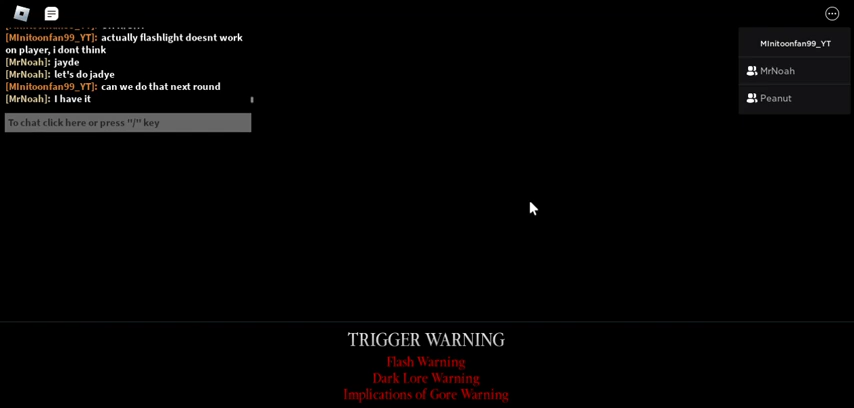 [MInitoonfan99_YT]: actually flashlight doesnt work
on player, i dont think
[MrNoah]: jayde
[MrNoah]: let's do jadye
[MInitoonfan99_YT]: can we do that next round
[MrNoah]: I have it
To chat click here or press "/" key
MInitoonfan99_YT
MrNoah
Peanut
TRIGGER WARNING
Flash Warning
Dark Lore Warning
Implications of Gore Warning